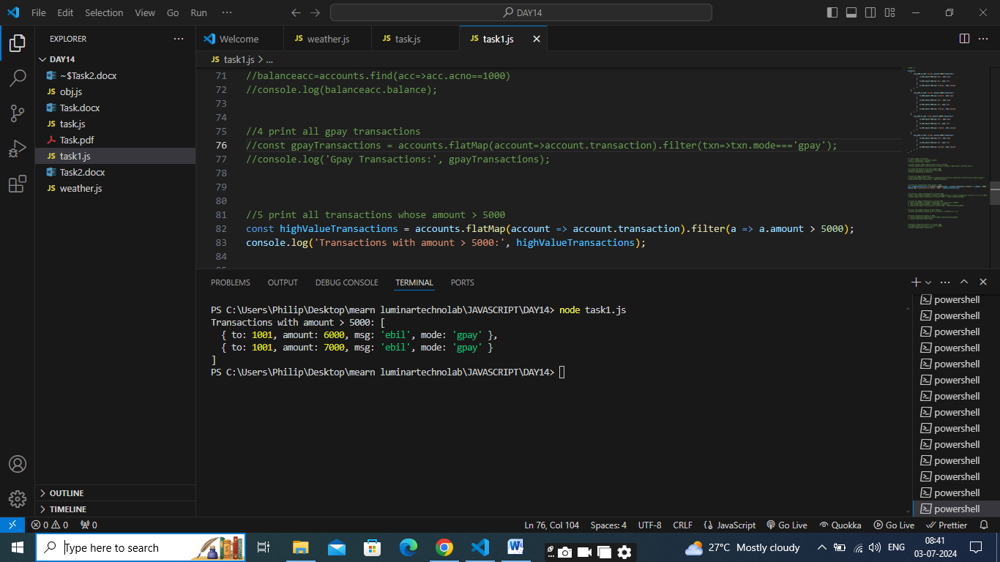 File Edit Selection View Go Run ··· DAY14
EXPLORER ···
DAY14
~$Task2.docx
JS obj.js
Task.docx
JS task.js
Task.pdf
JS task1.js
Task2.docx
JS weather.js
OUTLINE
TIMELINE
Welcome JS weather.js JS task.js JS task1.js
JS task1.js > ...
71 //balanceacc=accounts.find(acc=>acc.acno==1000)
72 //console.log(balanceacc.balance);
73
74
75 //4 print all gpay transactions
76 //const gpayTransactions = accounts.flatMap(account=>account.transaction).filter(txn=>txn.mode==='gpay');
77 //console.log('Gpay Transactions:', gpayTransactions);
78
79
80
81 //5 print all transactions whose amount > 5000
82 const highValueTransactions = accounts.flatMap(account => account.transaction).filter(a => a.amount > 5000);
83 console.log('Transactions with amount > 5000:', highValueTransactions);
84
PROBLEMS OUTPUT DEBUG CONSOLE TERMINAL PORTS
PS C:\Users\Philip\Desktop\mearn luminartechnolab\JAVASCRIPT\DAY14> node task1.js
Transactions with amount > 5000: [
{ to: 1001, amount: 6000, msg: 'ebil', mode: 'gpay' },
{ to: 1001, amount: 7000, msg: 'ebil', mode: 'gpay' }
]
PS C:\Users\Philip\Desktop\mearn luminartechnolab\JAVASCRIPT\DAY14>
powershell
powershell
powershell
powershell
powershell
powershell
powershell
powershell
powershell
powershell
powershell
powershell
powershell
powershell
0 0 0 Ln 76, Col 104 Spaces: 4 UTF-8 CRLF {} JavaScript Go Live Quokka Go Live Prettier
Type here to search 27°C Mostly cloudy ENG 08:41
03-07-2024